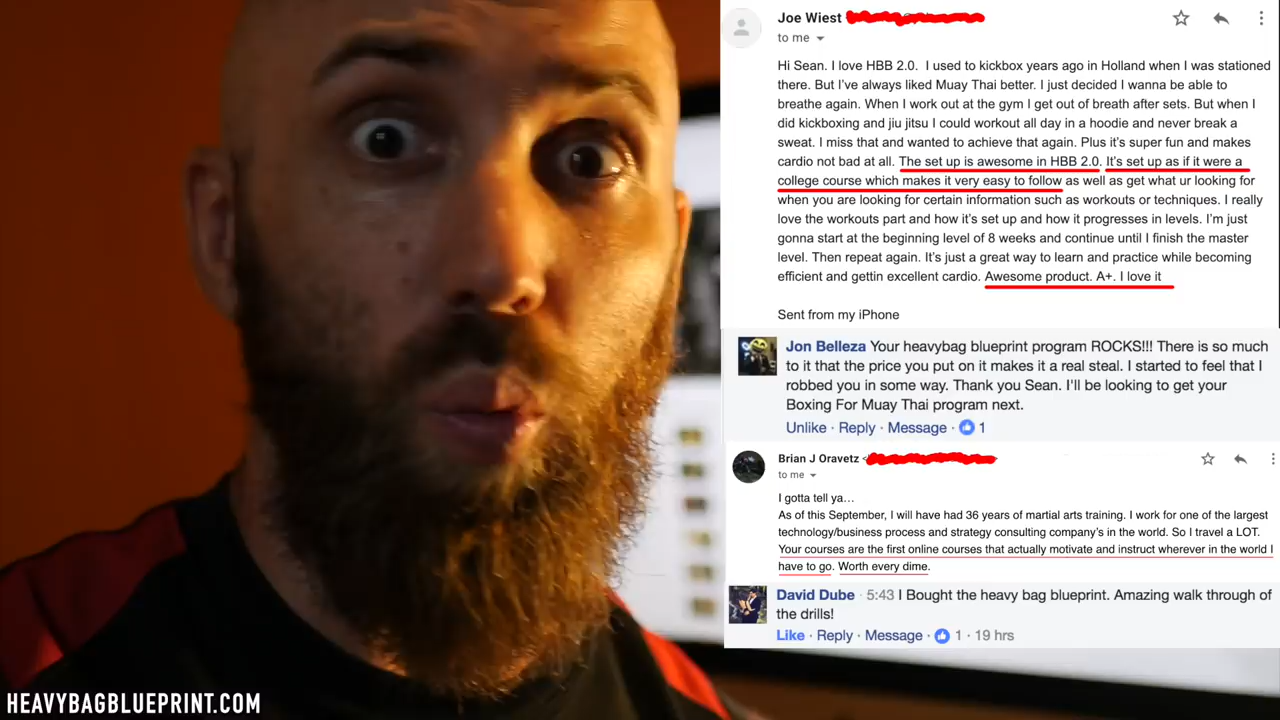 Joe Wiest
to me
Hi Sean. I love HBB 2.0.  I used to kickbox years ago in Holland when I was stationed
there. But I've always liked Muay Thai better. I just decided I wanna be able to
breathe again. When I work out at the gym I get out of breath after sets. But when I
did kickboxing and jiu jitsu I could workout all day in a hoodie and never break a
sweat. I miss that and wanted to achieve that again. Plus it's super fun and makes
cardio not bad at all. The set up is awesome in HBB 2.0. It's set up as if it were a
college course which makes it very easy to follow as well as get what ur looking for
when you are looking for certain information such as workouts or techniques. I really
love the workouts part and how it's set up and how it progresses in levels. I'm just
gonna start at the beginning level of 8 weeks and continue until I finish the master
level. Then repeat again. It's just a great way to learn and practice while becoming
efficient and gettin excellent cardio. Awesome product. A+. I love it
Sent from my iPhone
Jon Belleza Your heavybag blueprint program ROCKS!!! There is so much
to it that the price you put on it makes it a real steal. I started to feel that I
robbed you in some way. Thank you Sean. I'll be looking to get your
Boxing For Muay Thai program next.
Unlike · Reply · Message · 1
Brian J Oravetz <
to me
I gotta tell ya…
As of this September, I will have had 36 years of martial arts training. I work for one of the largest
technology/business process and strategy consulting company's in the world. So I travel a LOT.
Your courses are the first online courses that actually motivate and instruct wherever in the world I
have to go. Worth every dime.
David Dube · 5:43 I Bought the heavy bag blueprint. Amazing walk through of
the drills!
Like · Reply · Message · 1 · 19 hrs
HEAVYBAGBLUEPRINT.COM